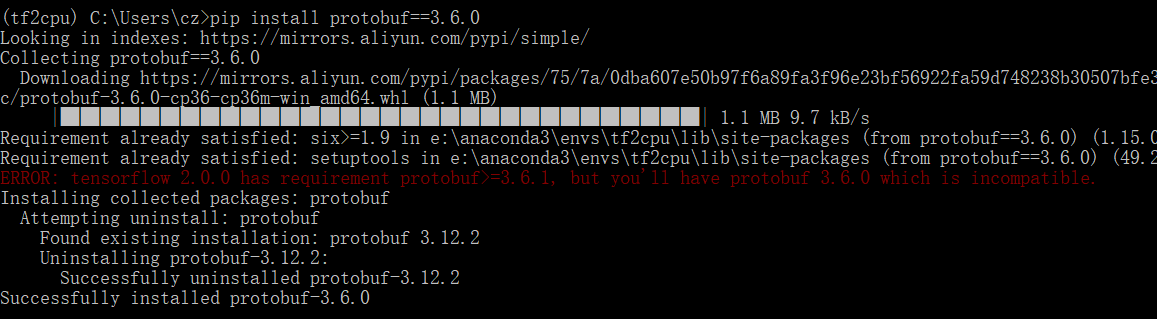 (tf2cpu) C:\Users\cz>pip install protobuf==3.6.0
Looking in indexes: https://mirrors.aliyun.com/pypi/simple/
Collecting protobuf==3.6.0
Downloading https://mirrors.aliyun.com/pypi/packages/75/7a/0dba607e50b97f6a89fa3f96e23bf56922fa59d748238b30507bfe3
c/protobuf-3.6.0-cp36-cp36m-win_amd64.whl (1.1 MB)
1.1 MB 9.7 kB/s
Requirement already satisfied: six>=1.9 in e:\anaconda3\envs\tf2cpu\lib\site-packages (from protobuf==3.6.0) (1.15.0
Requirement already satisfied: setuptools in e:\anaconda3\envs\tf2cpu\lib\site-packages (from protobuf==3.6.0) (49.2
ERROR: tensorflow 2.0.0 has requirement protobuf>=3.6.1, but you'll have protobuf 3.6.0 which is incompatible.
Installing collected packages: protobuf
Attempting uninstall: protobuf
Found existing installation: protobuf 3.12.2
Uninstalling protobuf-3.12.2:
Successfully uninstalled protobuf-3.12.2
Successfully installed protobuf-3.6.0